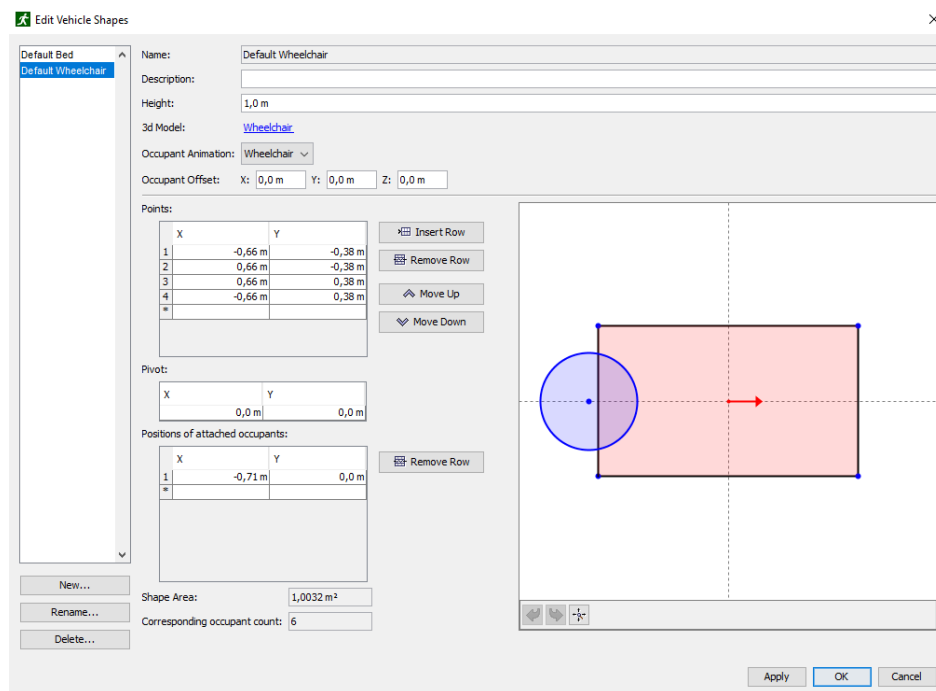 Edit Vehicle Shapes
Default Bed
Default Wheelchair
Name: Default Wheelchair
Description:
Height: 1,0 m
3d Model: Wheelchair
Occupant Animation: Wheelchair
Occupant Offset: X: 0,0 m Y: 0,0 m Z: 0,0 m
Points:
X Y
1 -0,66 m -0,38 m
2 0,66 m -0,38 m
3 0,66 m 0,38 m
4 -0,66 m 0,38 m
*
Insert Row
Remove Row
Move Up
Move Down
Pivot:
X Y
0,0 m 0,0 m
Positions of attached occupants:
X Y
1 -0,71 m 0,0 m
*
Remove Row
Shape Area: 1,0032 m²
Corresponding occupant count: 6
New...
Rename...
Delete...
Apply OK Cancel